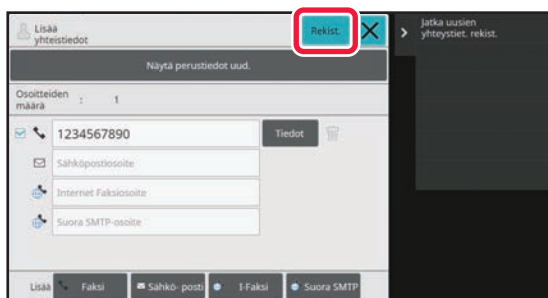 Lisää
yhteistiedot
Rekist.
Jatka uusien
yhteystiet. rekist.
Näytä perustiedot uud.
Osoitteiden
määrä : 1
1234567890 Tiedot
Sähköpostiosoite
Internet Faksiosoite
Suora SMTP-osoite
Lisää Faksi Sähkö- posti I-Faksi Suora SMTP